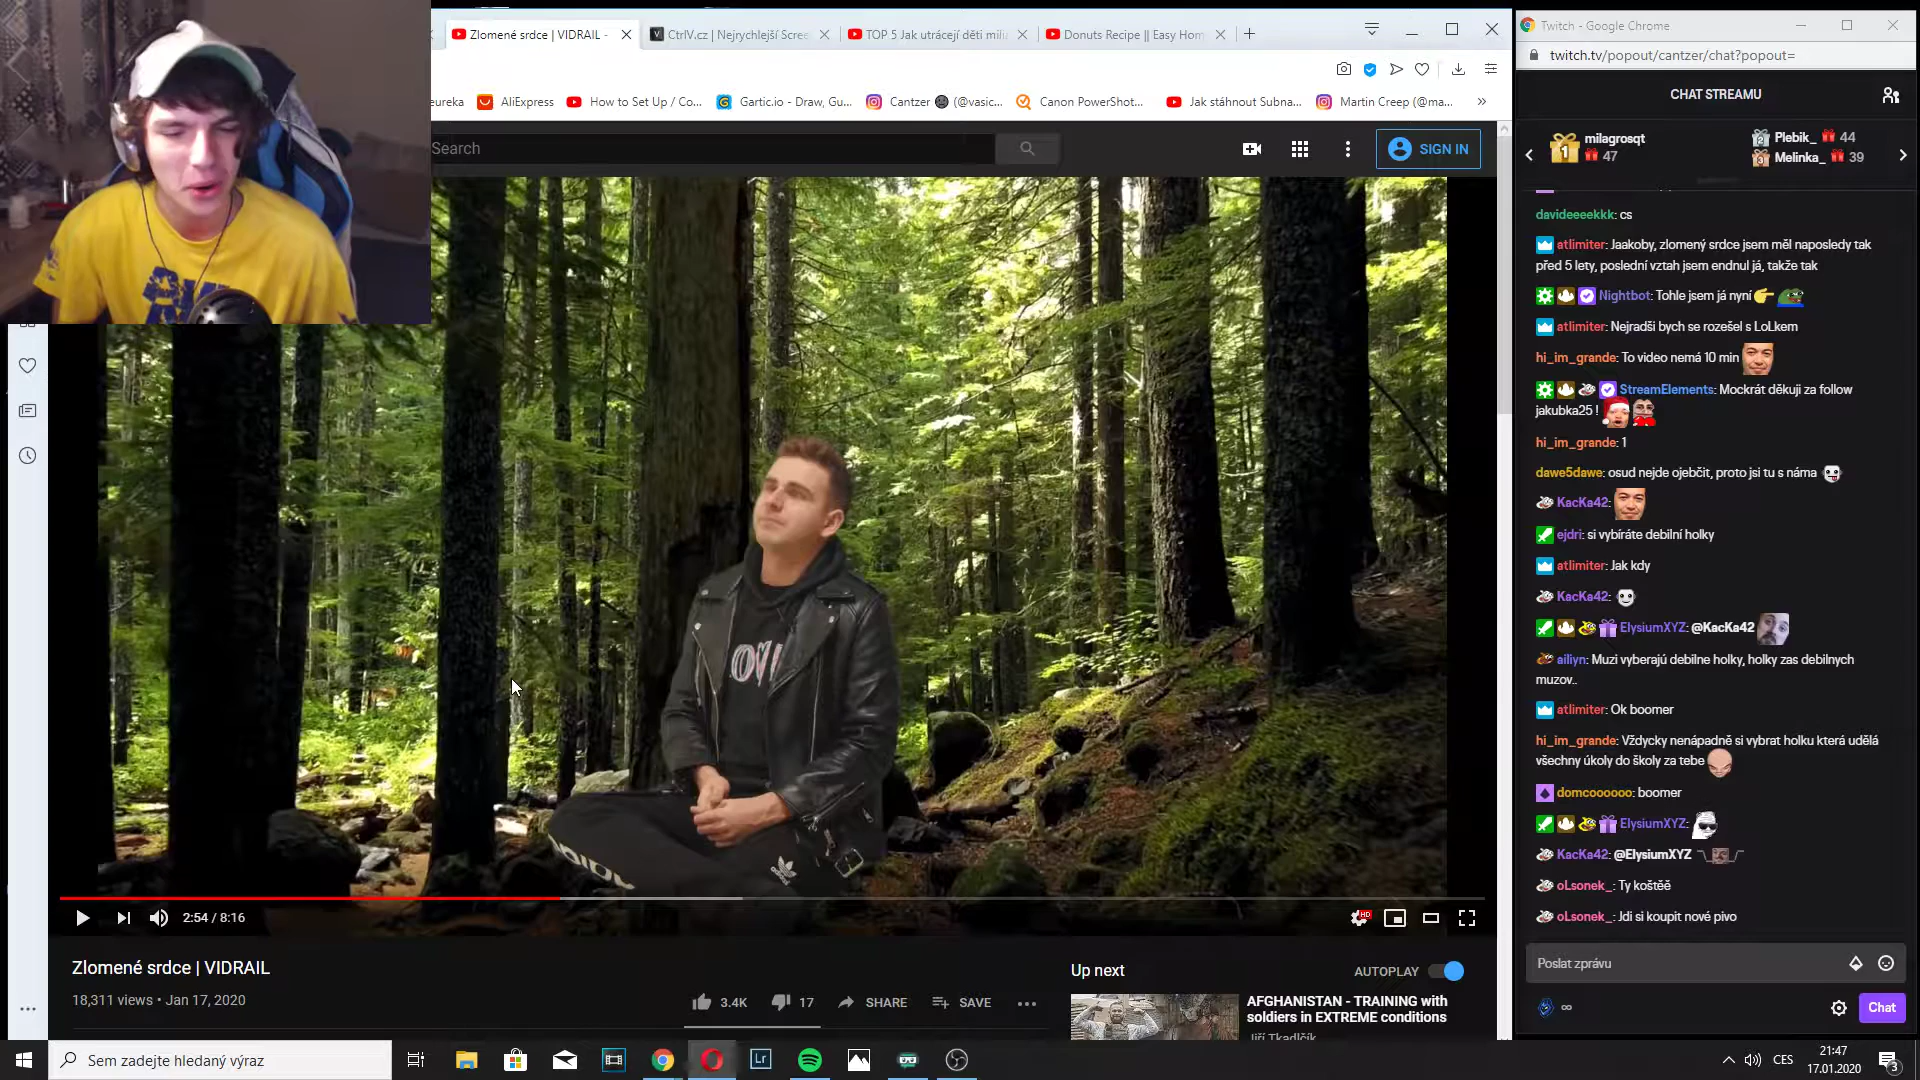 Zlomené srdce | VIDRAIL -
CtrlV.cz | Nejrychlejší Scree
TOP 5 Jak utrácejí děti mili
Donuts Recipe || Easy Hom
eureka
AliExpress
How to Set Up / Co...
Gartic.io - Draw, Gu...
Cantzer (@vasic...
Canon PowerShot...
Jak stáhnout Subna...
Martin Creep (@ma...
»
Search
SIGN IN
OVI
2:54 / 8:16
HD
Zlomené srdce | VIDRAIL
18,311 views • Jan 17, 2020
3.4K
17
SHARE
SAVE
Up next
AUTOPLAY
AFGHANISTAN - TRAINING with
soldiers in EXTREME conditions
Jiří Tkadlčík
Twitch - Google Chrome
twitch.tv/popout/cantzer/chat?popout=
CHAT STREAMU
1
milagrosqt
47
2
Plebik_ 44
3
Melinka_ 39
davideeeekkk: cs
atlimiter: Jaakoby, zlomený srdce jsem měl naposledy tak
před 5 lety, poslední vztah jsem endnul já, takže tak
Nightbot: Tohle jsem já nyní
atlimiter: Nejradši bych se rozešel s LoLkem
hi_im_grande: To video nemá 10 min
StreamElements: Mockrát děkuji za follow
jakubka25 !
hi_im_grande: 1
dawe5dawe: osud nejde ojebčit, proto jsi tu s náma
KacKa42:
ejdri: si vybíráte debilní holky
atlimiter: Jak kdy
KacKa42:
ElysiumXYZ: @KacKa42
ailiyn: Muzi vyberajú debilne holky, holky zas debilnych
muzov..
atlimiter: Ok boomer
hi_im_grande: Vždycky nenápadně si vybrat holku která udělá
všechny úkoly do školy za tebe
domcoooooo: boomer
ElysiumXYZ:
KacKa42: @ElysiumXYZ
oLsonek_: Ty koštěě
oLsonek_: Jdi si koupit nové pivo
Poslat zprávu
∞
Chat
Sem zadejte hledaný výraz
Lr
CES
21:47
17.01.2020
3